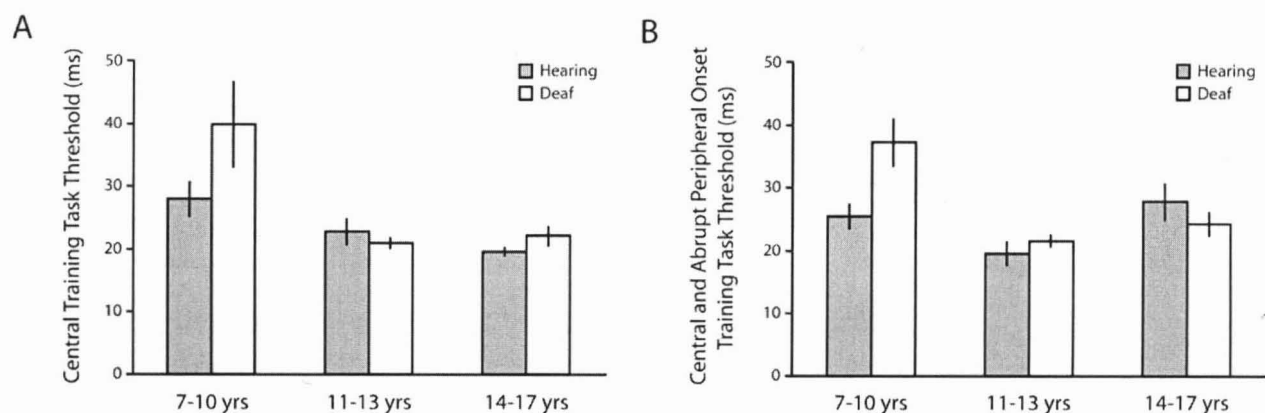 A
Central Training Task Threshold (ms)
50
40
30
20
10
0
Hearing
Deaf
7-10 yrs
11-13 yrs
14-17 yrs
B
Central and Abrupt Peripheral Onset
Training Task Threshold (ms)
50
40
30
20
10
0
Hearing
Deaf
7-10 yrs
11-13 yrs
14-17 yrs